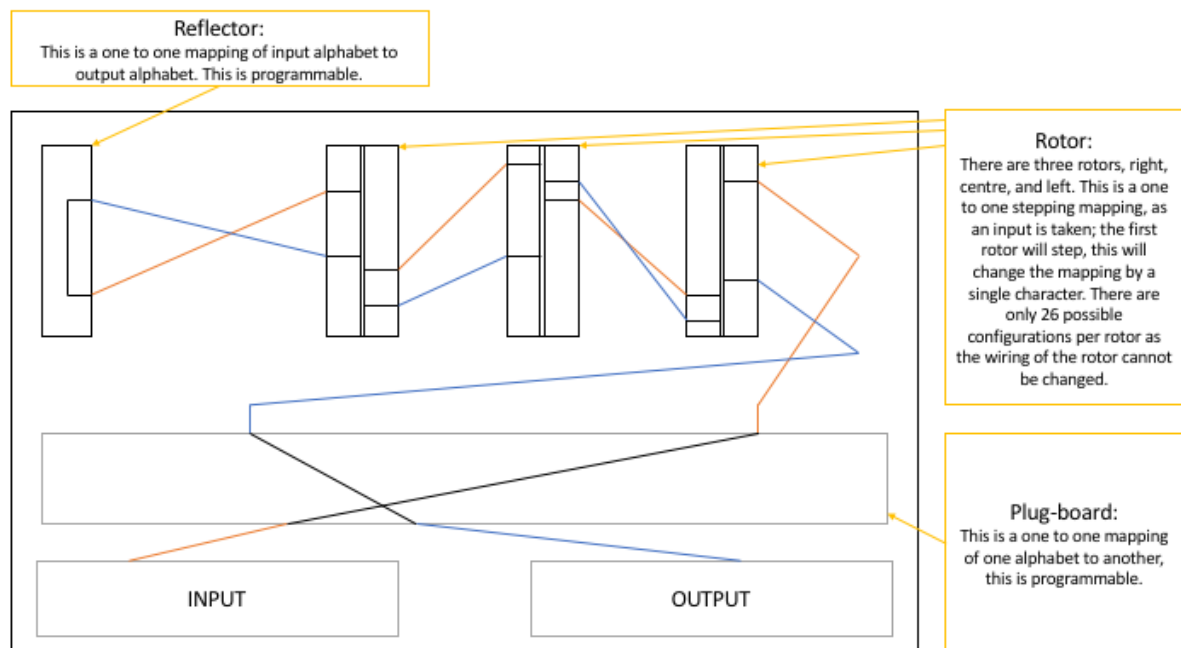 Reflector:
This is a one to one mapping of input alphabet to
output alphabet. This is programmable.
Rotor:
There are three rotors, right,
centre, and left. This is a one
to one stepping mapping, as
an input is taken; the first
rotor will step, this will
change the mapping by a
single character. There are
only 26 possible
configurations per rotor as
the wiring of the rotor cannot
be changed.
Plug-board:
This is a one to one mapping
of one alphabet to another,
this is programmable.
INPUT
OUTPUT